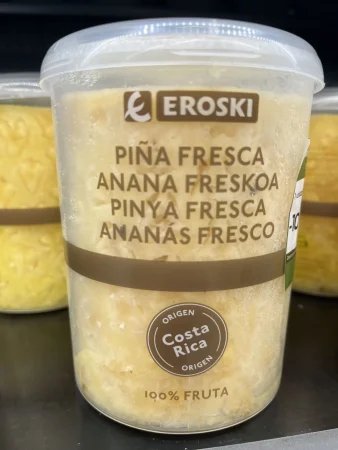 EROSKI
PIÑA FRESCA
ANANA FRESKOA
PINYA FRESCA
ANANÁS FRESCO
ORIGEN
Costa
Rica
ORIGEN
100% FRUTA